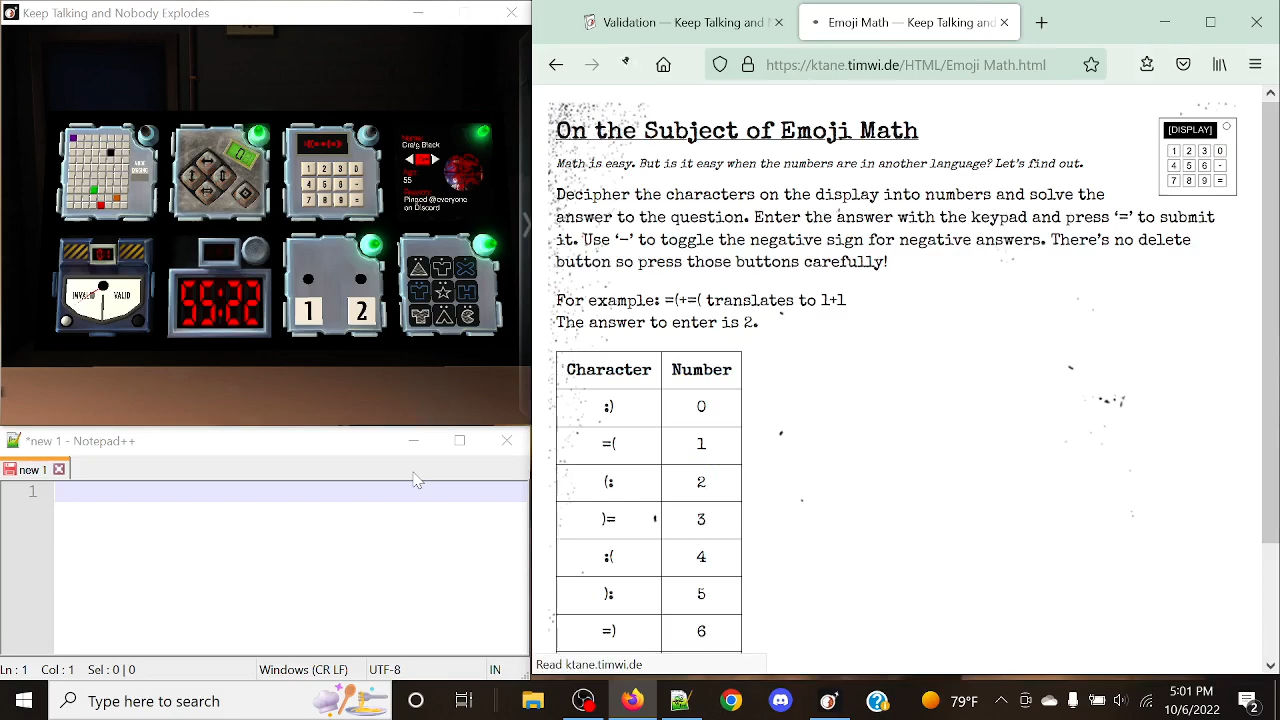 Keep Talking and Nobody Explodes
Name:
Craig Black
Age:
55
Pinged @everyone
on Discord
1 2 3 0
4 5 6 -
7 8 9 =
INVALID VALID
55:22
1 2
*new 1 - Notepad++
new 1
1
Ln : 1 Col : 1 Sel : 0 | 0 Windows (CR LF) UTF-8 IN
Validation — Keep Talking and
Emoji Math — Keep Talking and
https://ktane.timwi.de/HTML/Emoji Math.html
On the Subject of Emoji Math
Math is easy. But is it easy when the numbers are in another language? Let's find out.
[DISPLAY]
1 2 3 0
4 5 6 -
7 8 9 =
Decipher the characters on the display into numbers and solve the
answer to the question. Enter the answer with the keypad and press ‘=’ to submit
it. Use ‘-’ to toggle the negative sign for negative answers. There's no delete
button so press those buttons carefully!
For example: =(+=( translates to 1+1
The answer to enter is 2.
Character Number
:) 0
=( 1
(: 2
)= 3
:( 4
): 5
=) 6
Read ktane.timwi.de
Type here to search
79°F
5:01 PM
10/6/2022
2